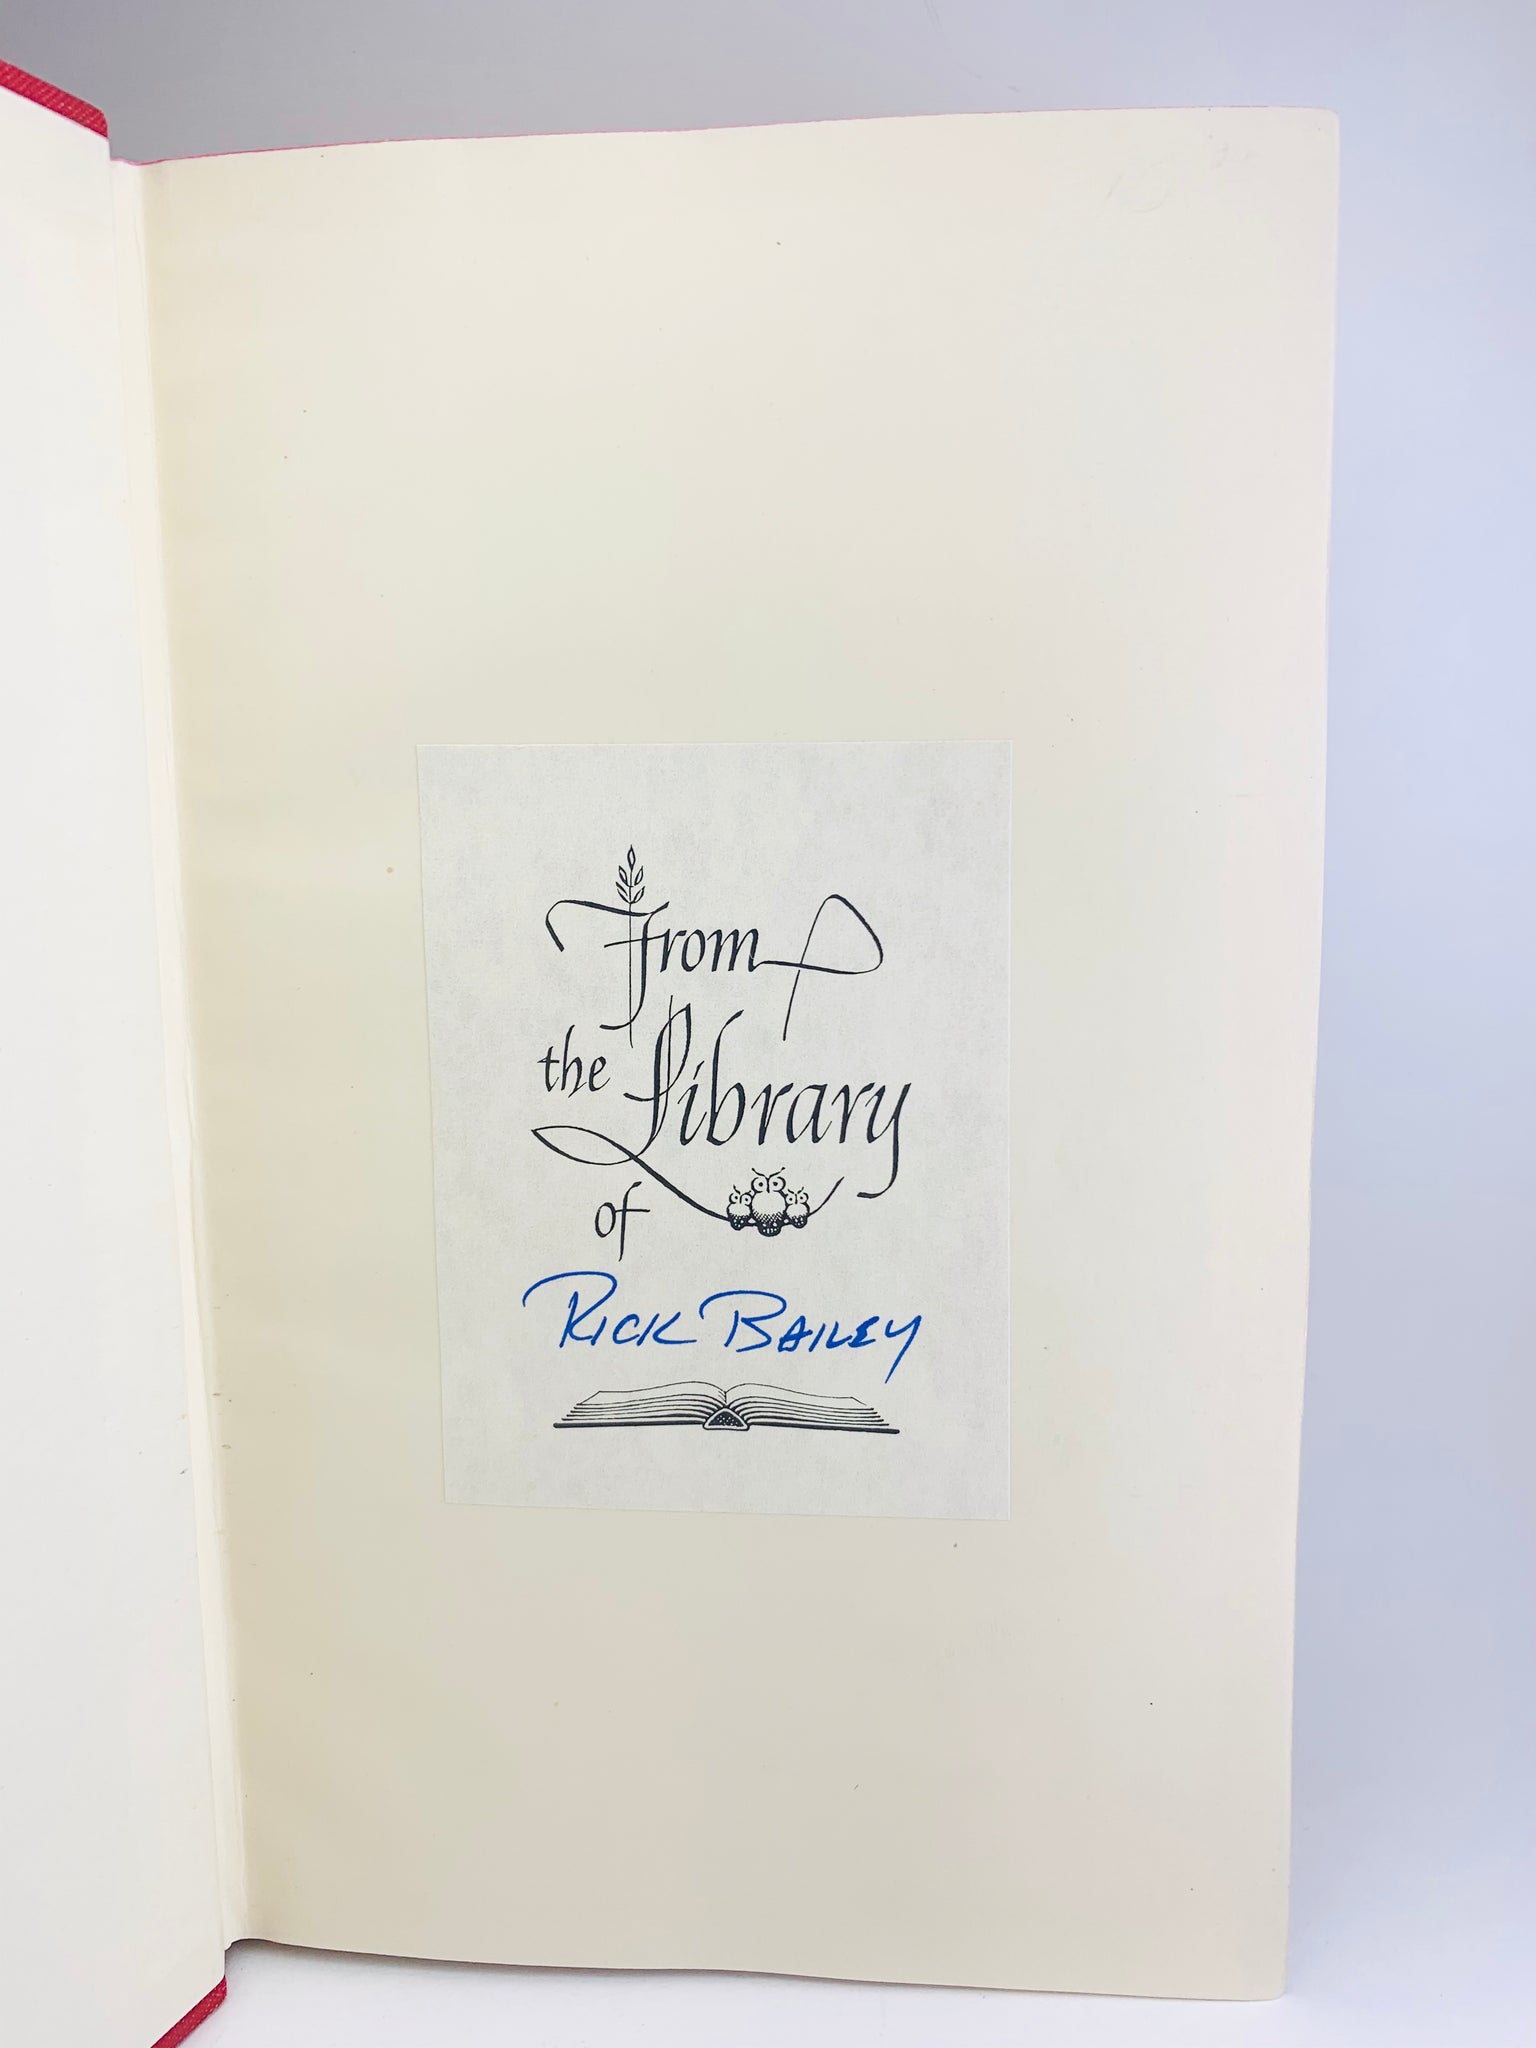 From
the Library
of
RICK BAILEY